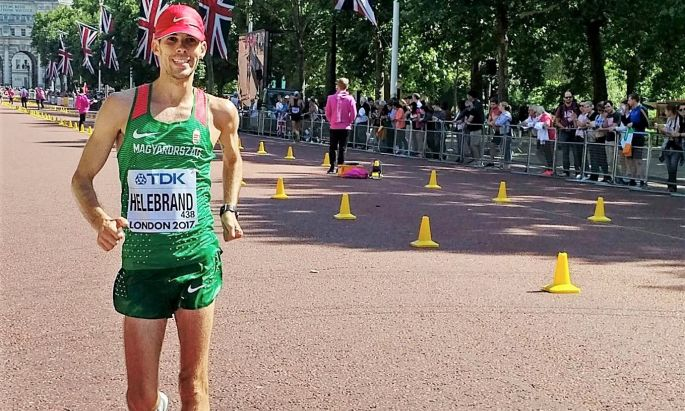 MAGYARORSZÁG
TDK
HELEBRAND
438
LONDON 2017